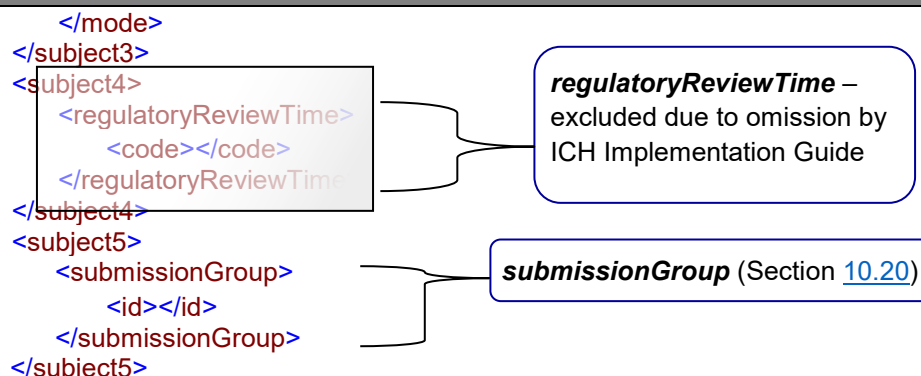 </mode>
</subject3>
<subject4>
<regulatoryReviewTime>
<code></code>
</regulatoryReviewTime
</subject4>
<subject5>
<submissionGroup>
<id></id>
</submissionGroup>
</subject5>
regulatoryReviewTime –
excluded due to omission by
ICH Implementation Guide
submissionGroup (Section 10.20)